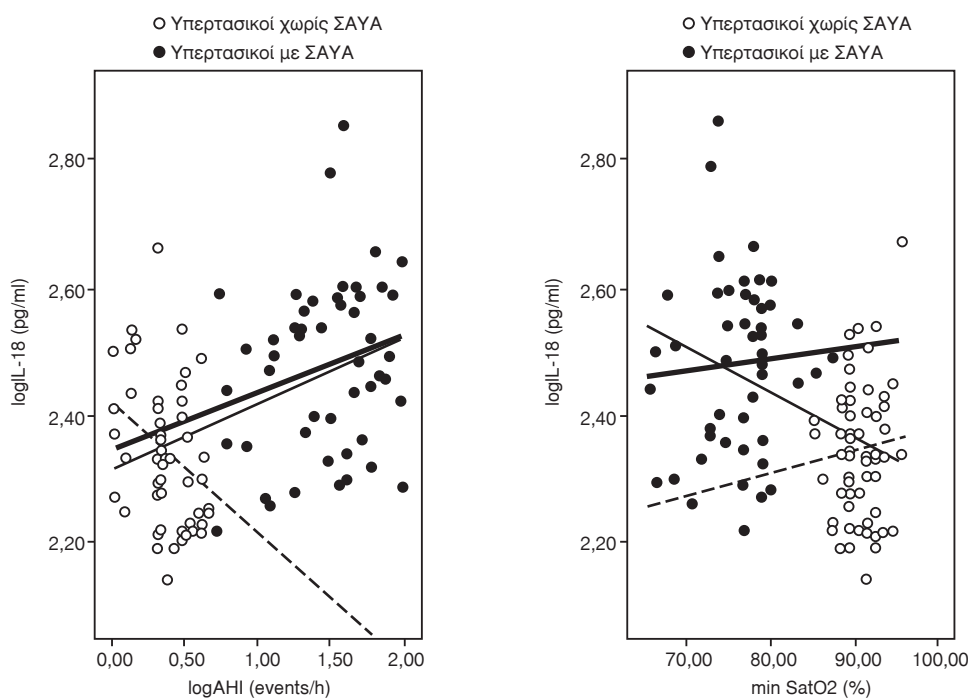 Υπερτασικοί χωρίς ΣΑΥΑ
Υπερτασικοί με ΣΑΥΑ
logIL-18 (pg/ml)
2,80
2,60
2,40
2,20
0,00 0,50 1,00 1,50 2,00
logAHI (events/h)
Υπερτασικοί χωρίς ΣΑΥΑ
Υπερτασικοί με ΣΑΥΑ
logIL-18 (pg/ml)
2,80
2,60
2,40
2,20
70,00 80,00 90,00 100,00
min SatO2 (%)